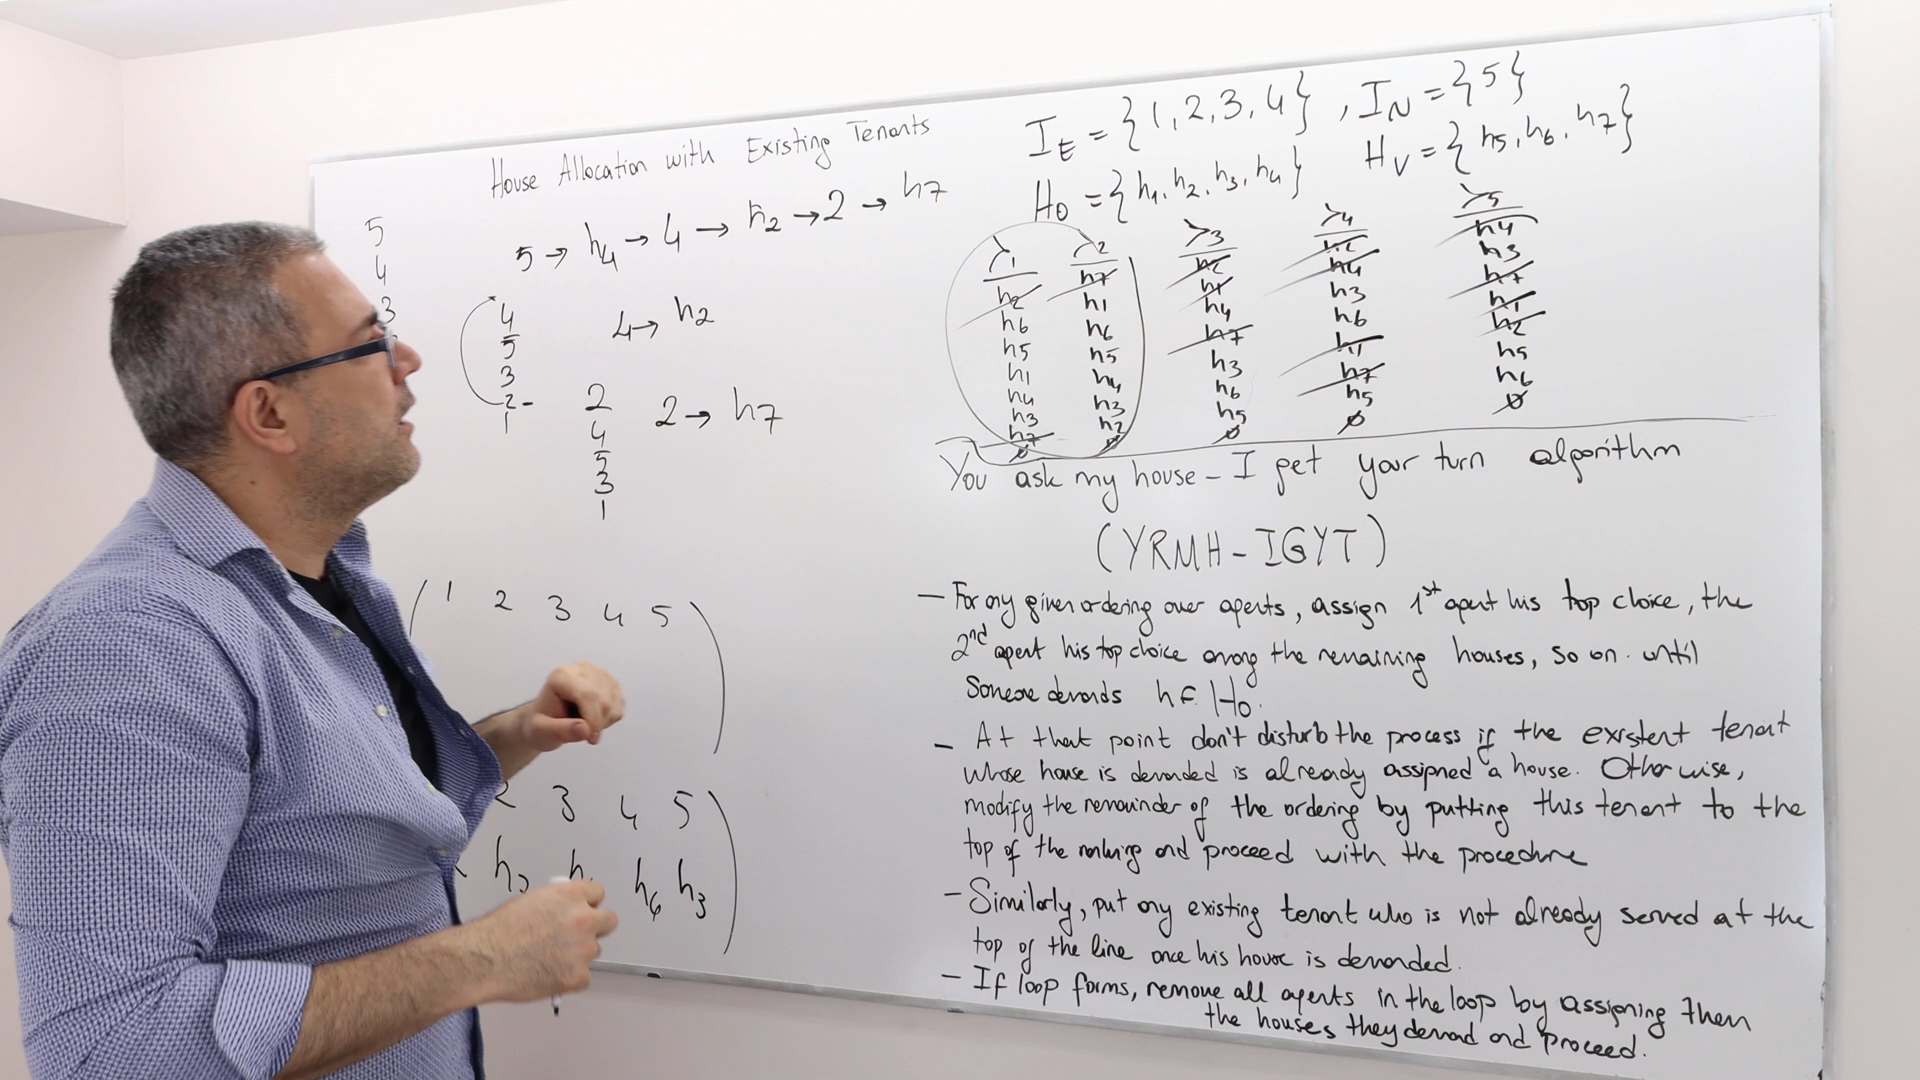 House Allocation with Existing Tenants
5 → h4 → 4 → h2 → 2 → h7
5
4
3
4
5
3
2 -
1
4 → h2
2
4
5
3
1
2 → h7
( 1 2 3 4 5 )
2 3 4 5 )
h6 h3
I_E = {1, 2, 3, 4} , I_N = {5}
H_O = {h1, h2, h3, h4} H_V = {h5, h6, h7}
≻1 ≻2 ≻3 ≻4 ≻5
h2 h7 h2 h4
h6 h1 h1 h4 h3
h5 h6 h4 h3 h7
h1 h5 h7 h6 h1
h4 h4 h3 h1 h2
h3 h3 h6 h7 h5
h7 h2 h5 h5 h6
∅ ∅ ∅ ∅ ∅
You ask my house - I get your turn algorithm
(YRMH - IGYT)
- For any given ordering over agents, assign 1st agent his top choice, the
2nd agent his top choice among the remaining houses, so on. until
Someone demands h ∈ H_O.
- At that point don't disturb the process if the existent tenant
whose house is demanded is already assigned a house. Otherwise,
modify the remainder of the ordering by putting this tenant to the
top of the ranking and proceed with the procedure
- Similarly, put any existing tenant who is not already served at the
top of the line once his house is demanded.
- If loop forms, remove all agents in the loop by assigning them
the houses they demand and proceed.